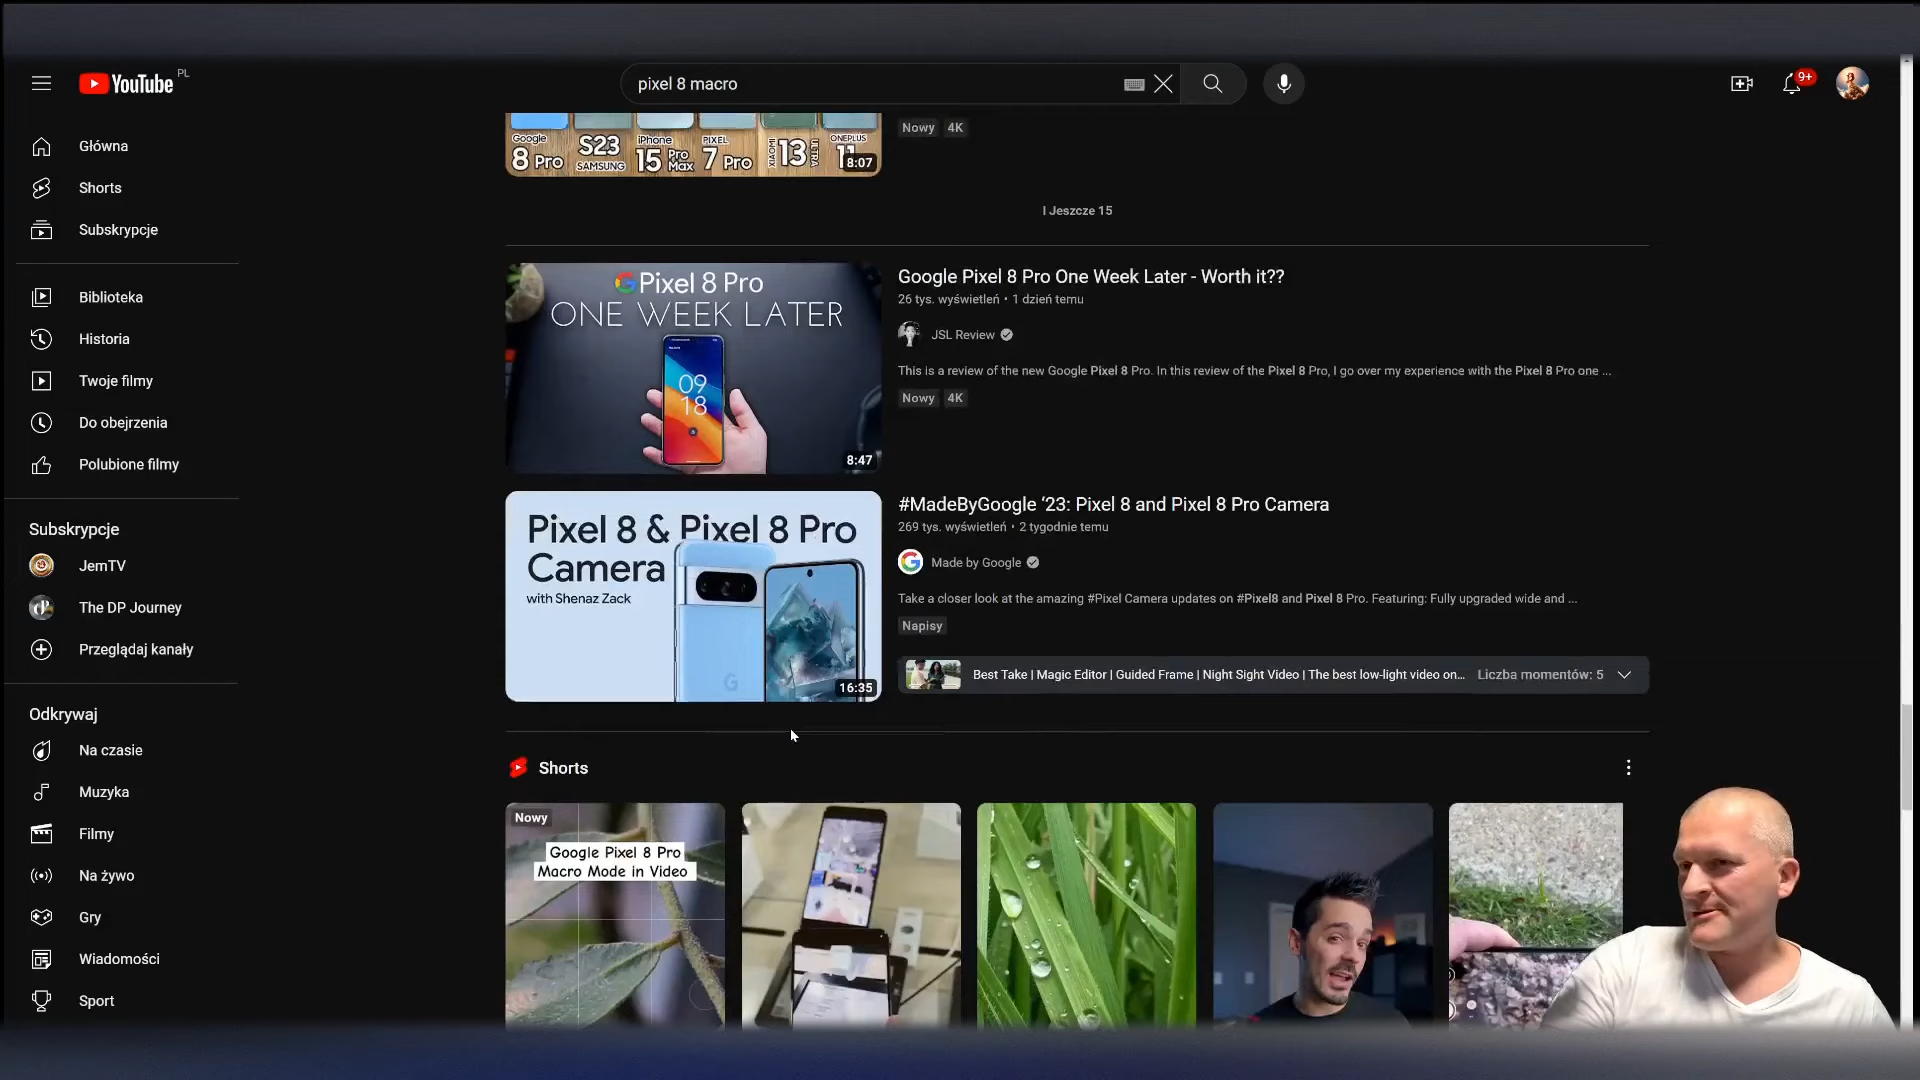 YouTube PL
pixel 8 macro
9+
Główna
Shorts
Subskrypcje
Biblioteka
Historia
Twoje filmy
Do obejrzenia
Polubione filmy
Subskrypcje
JemTV
The DP Journey
Przeglądaj kanały
Odkrywaj
Na czasie
Muzyka
Filmy
Na żywo
Gry
Wiadomości
Sport
Google 8 Pro
S23 SAMSUNG
iPhone 15 Pro Max
PIXEL 7 Pro
XIAOMI 13 ULTRA
ONEPLUS 11
8:07
Nowy 4K
I Jeszcze 15
Pixel 8 Pro
ONE WEEK LATER
09
18
8:47
Google Pixel 8 Pro One Week Later - Worth it??
26 tys. wyświetleń • 1 dzień temu
JSL Review
This is a review of the new Google Pixel 8 Pro. In this review of the Pixel 8 Pro, I go over my experience with the Pixel 8 Pro one ...
Nowy 4K
Pixel 8 & Pixel 8 Pro
Camera
with Shenaz Zack
16:35
#MadeByGoogle ‘23: Pixel 8 and Pixel 8 Pro Camera
269 tys. wyświetleń • 2 tygodnie temu
Made by Google
Take a closer look at the amazing #Pixel Camera updates on #Pixel8 and Pixel 8 Pro. Featuring: Fully upgraded wide and ...
Napisy
Best Take | Magic Editor | Guided Frame | Night Sight Video | The best low-light video on... Liczba momentów: 5
Shorts
Nowy
Google Pixel 8 Pro
Macro Mode in Video